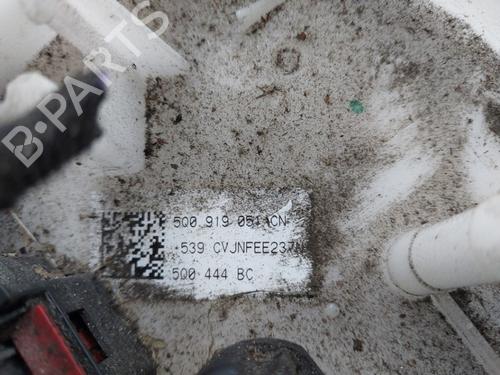 B-PARTS
5Q0 919 051 CN
-539 CVJNFEE237
5Q0 444 BC